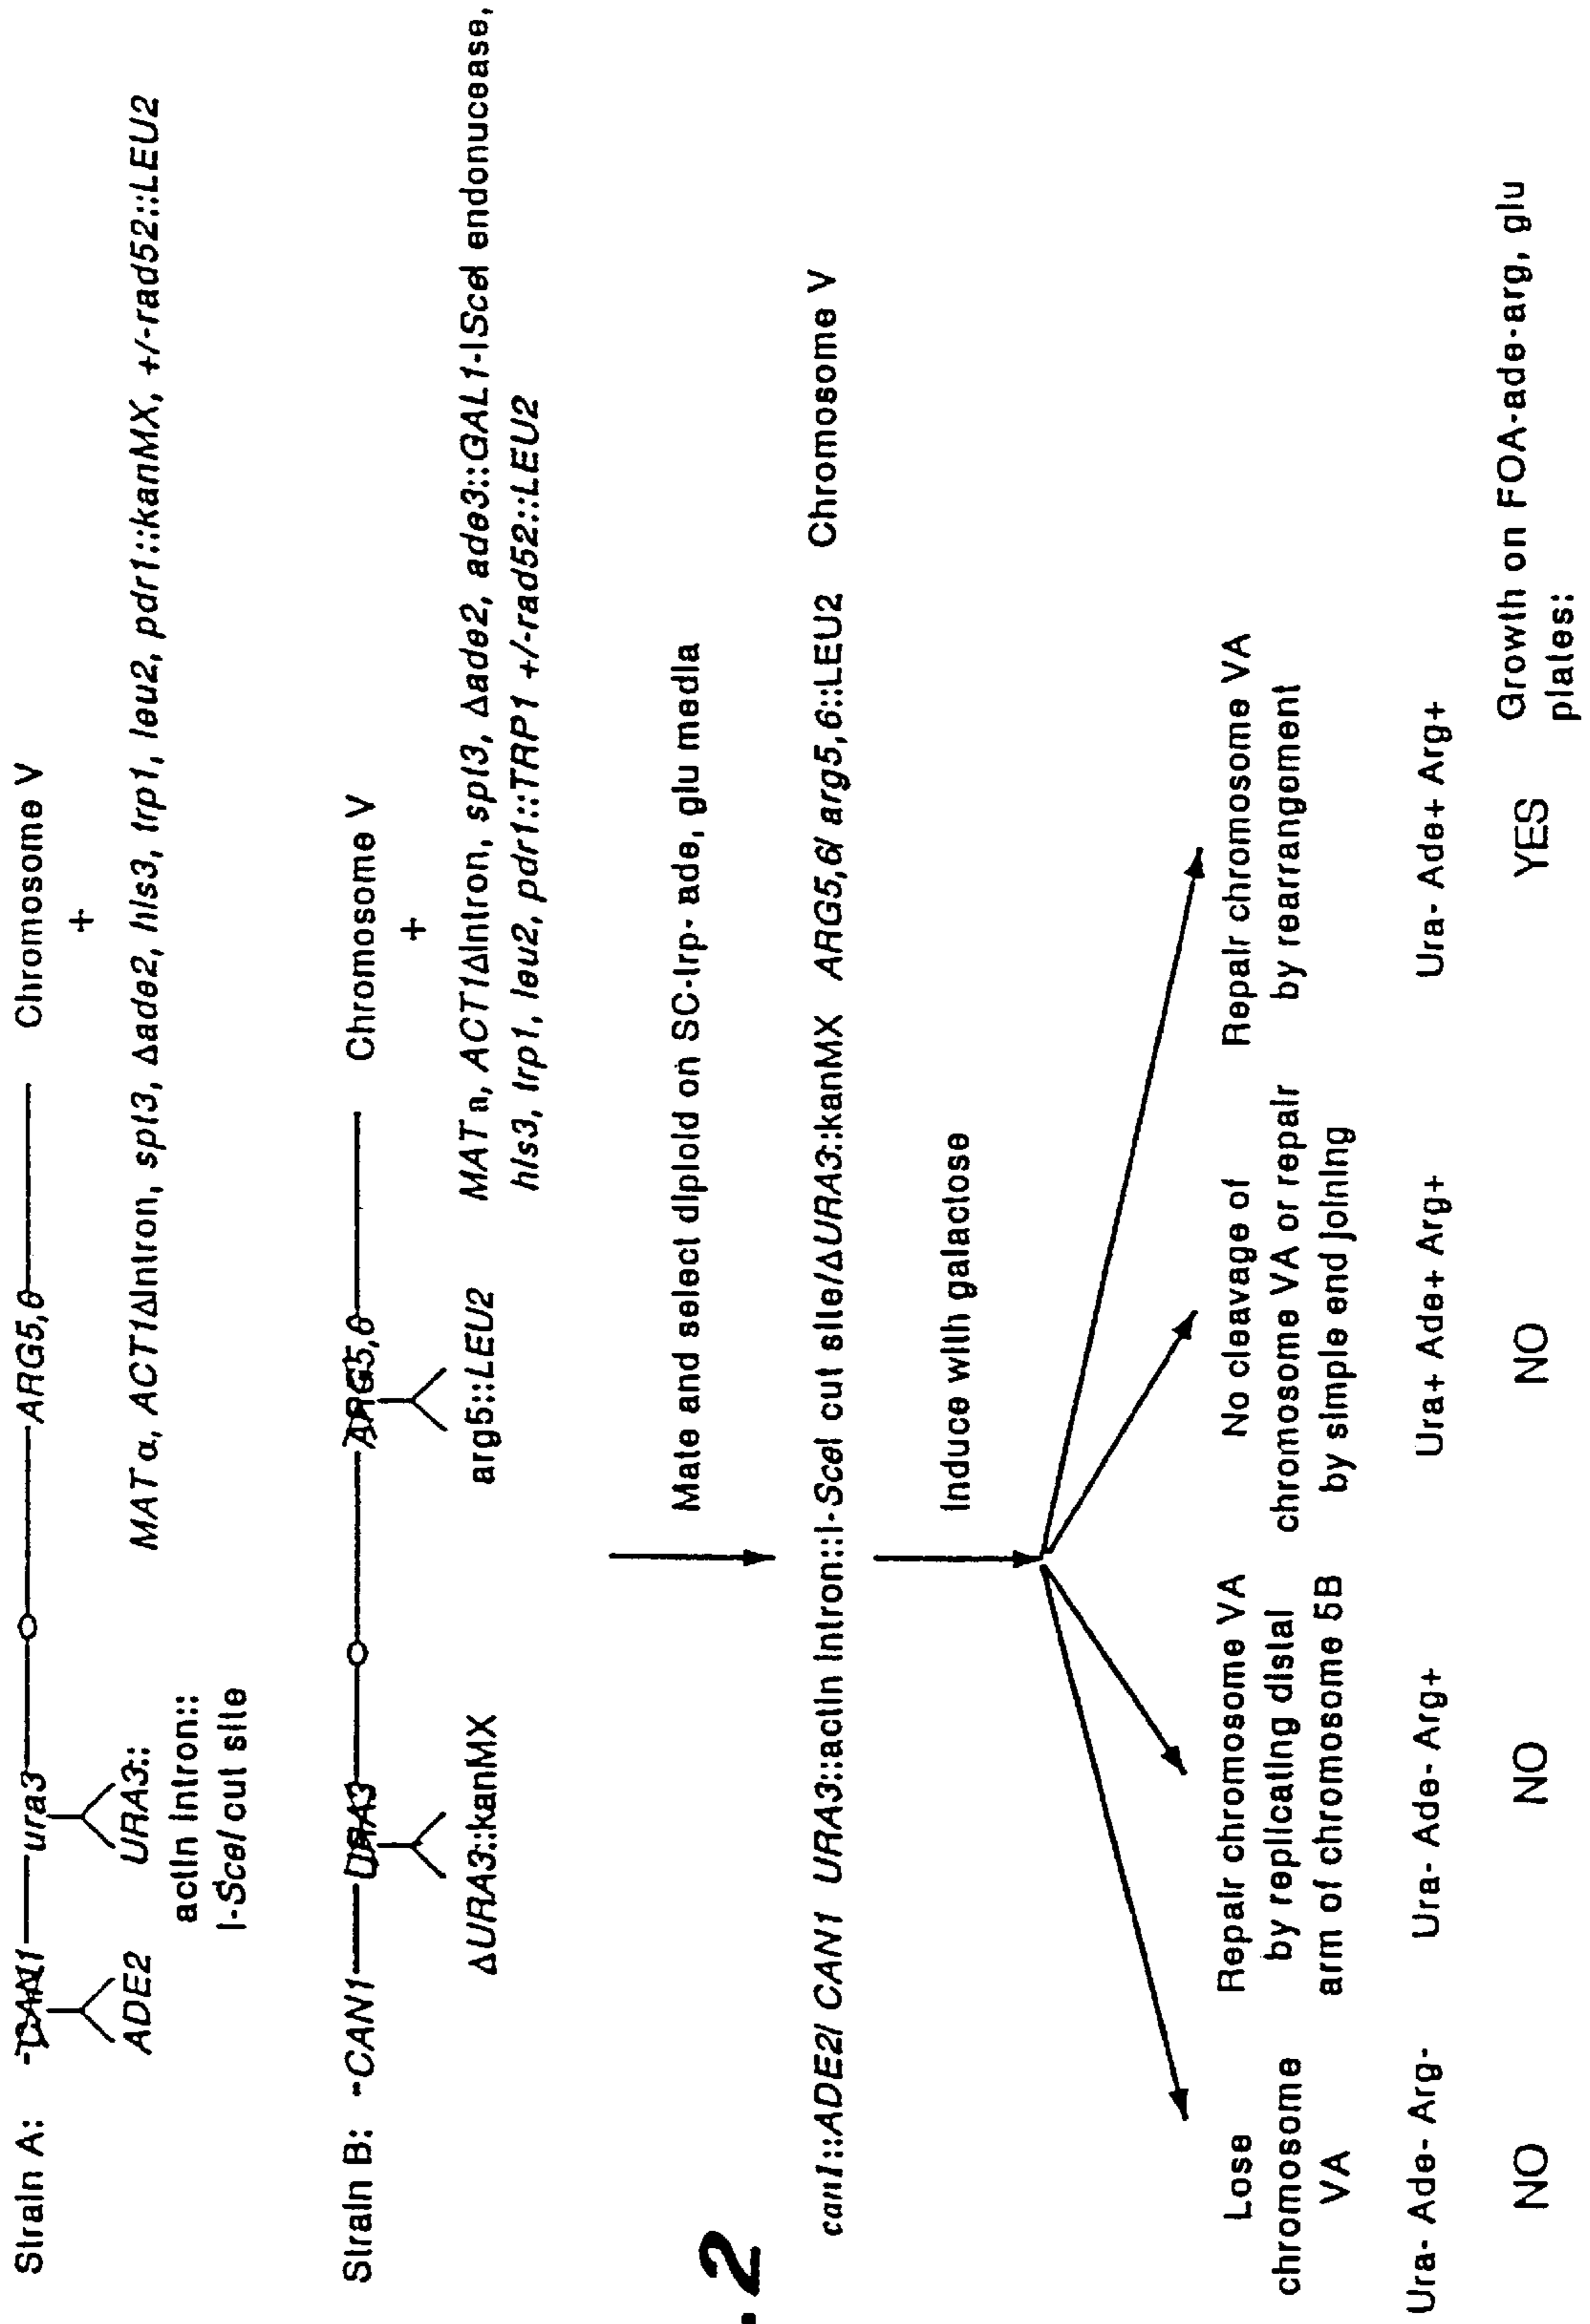 Strain A: -CAN1 ura3 ARG5,6 Chromosome V
ADE2 URA3::
actin Intron::
I-SceI cut site
+
MAT α, ACT1ΔIntron, spt3, Δade2, his3, trp1, leu2, pdr1::kanMX, +/-rad52::LEU2
Strain B: -CAN1 URA3 ARG5,6 Chromosome V
ΔURA3::kanMX
arg5::LEU2
+
MAT a, ACT1ΔIntron, spt3, Δade2, ade3::GAL1-ISceI endonucease,
his3, trp1, leu2, pdr1::TRP1 +/-rad52::LEU2
Mate and select diploid on SC-trp- ade, glu media
.2
can1::ADE2/ CAN1 URA3::actin Intron::I-SceI cut site/ΔURA3::kanMX ARG5,6/ arg5,6::LEU2 Chromosome V
Induce with galactose
Lose
chromosome
VA
Repair chromosome VA
by replicating distal
arm of chromosome 5B
No cleavage of
chromosome VA or repair
by simple end joining
Repair chromosome VA
by rearrangement
Ura- Ade- Arg- Ura- Ade- Arg+ Ura+ Ade+ Arg+ Ura- Ade+ Arg+
NO NO NO YES Growth on FOA-ade-arg, glu
plates: